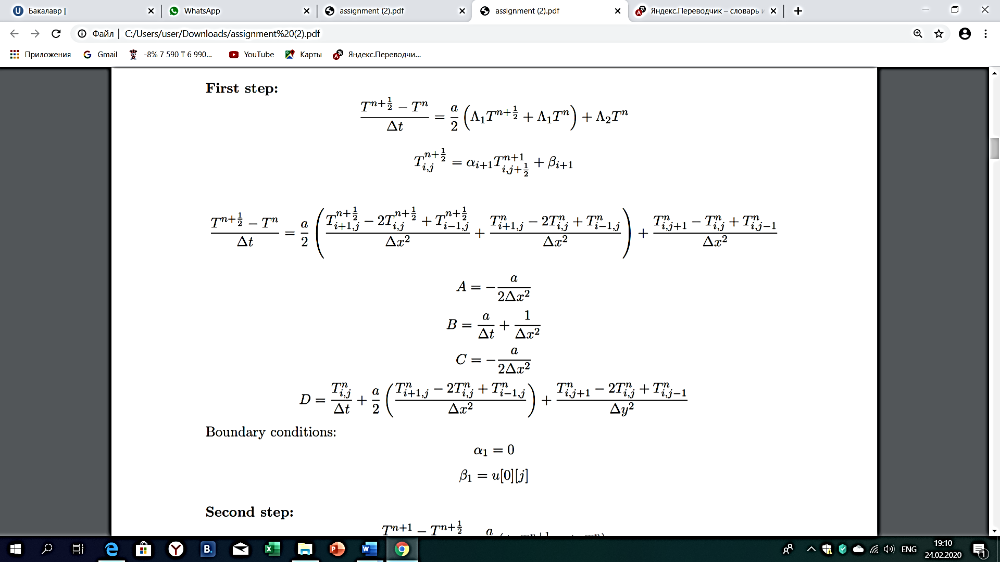 Бакалавр |
WhatsApp
assignment (2).pdf
assignment (2).pdf
Яндекс.Переводчик – словарь и
Файл | C:/Users/user/Downloads/assignment%20(2).pdf
Приложения
Gmail
-8% 7 590 ₸ 6 990...
YouTube
Карты
Яндекс.Переводчи...
First step:
\frac{T^{n+\frac{1}{2}} - T^n}{\Delta t} = \frac{a}{2} \left( \Lambda_1 T^{n+\frac{1}{2}} + \Lambda_1 T^n \right) + \Lambda_2 T^n
T_{i,j}^{n+\frac{1}{2}} = \alpha_{i+1} T_{i,j+\frac{1}{2}}^{n+1} + \beta_{i+1}
\frac{T^{n+\frac{1}{2}} - T^n}{\Delta t} = \frac{a}{2} \left( \frac{T_{i+1,j}^{n+\frac{1}{2}} - 2T_{i,j}^{n+\frac{1}{2}} + T_{i-1,j}^{n+\frac{1}{2}}}{\Delta x^2} + \frac{T_{i+1,j}^n - 2T_{i,j}^n + T_{i-1,j}^n}{\Delta x^2} \right) + \frac{T_{i,j+1}^n - T_{i,j}^n + T_{i,j-1}^n}{\Delta x^2}
A = -\frac{a}{2\Delta x^2}
B = \frac{a}{\Delta t} + \frac{1}{\Delta x^2}
C = -\frac{a}{2\Delta x^2}
D = \frac{T_{i,j}^n}{\Delta t} + \frac{a}{2} \left( \frac{T_{i+1,j}^n - 2T_{i,j}^n + T_{i-1,j}^n}{\Delta x^2} \right) + \frac{T_{i,j+1}^n - 2T_{i,j}^n + T_{i,j-1}^n}{\Delta y^2}
Boundary conditions:
\alpha_1 = 0
\beta_1 = u[0][j]
Second step:
T^{n+1} - T^{n+\frac{1}{2}} a
ENG
19:10
24.02.2020
1